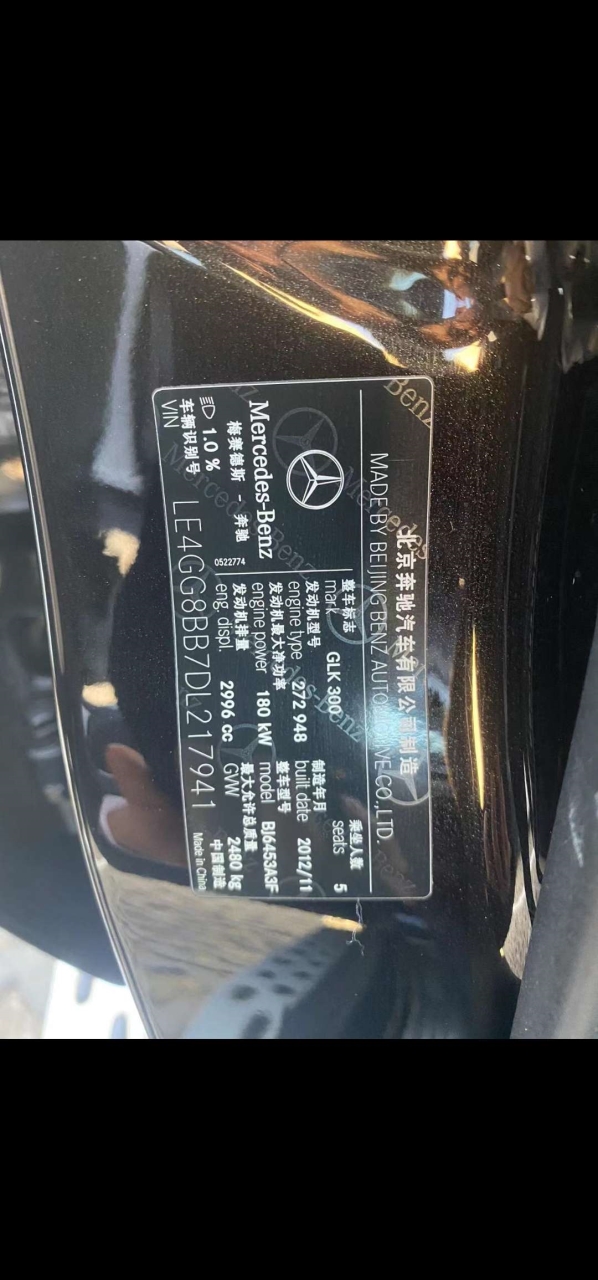 北京奔驰汽车有限公司制造
MADE BY BEIJING BENZ AUTOMOTIVE CO.,LTD.
Mercedes-Benz
梅赛德斯 - 奔驰
1.0 %
0522774
整车标志 乘坐人数
mark GLK 300 seats 5
发动机型号 制造年月
engine type 272 948 built date 2012/11
发动机最大净功率 整车型号
engine power 180 kW model BJ6453A3F
发动机排量 最大允许总质量
eng. displ. 2996 cc GVW 2480 kg
车辆识别号 中国制造
VIN LE4GG8BB7DL217941 Made in China